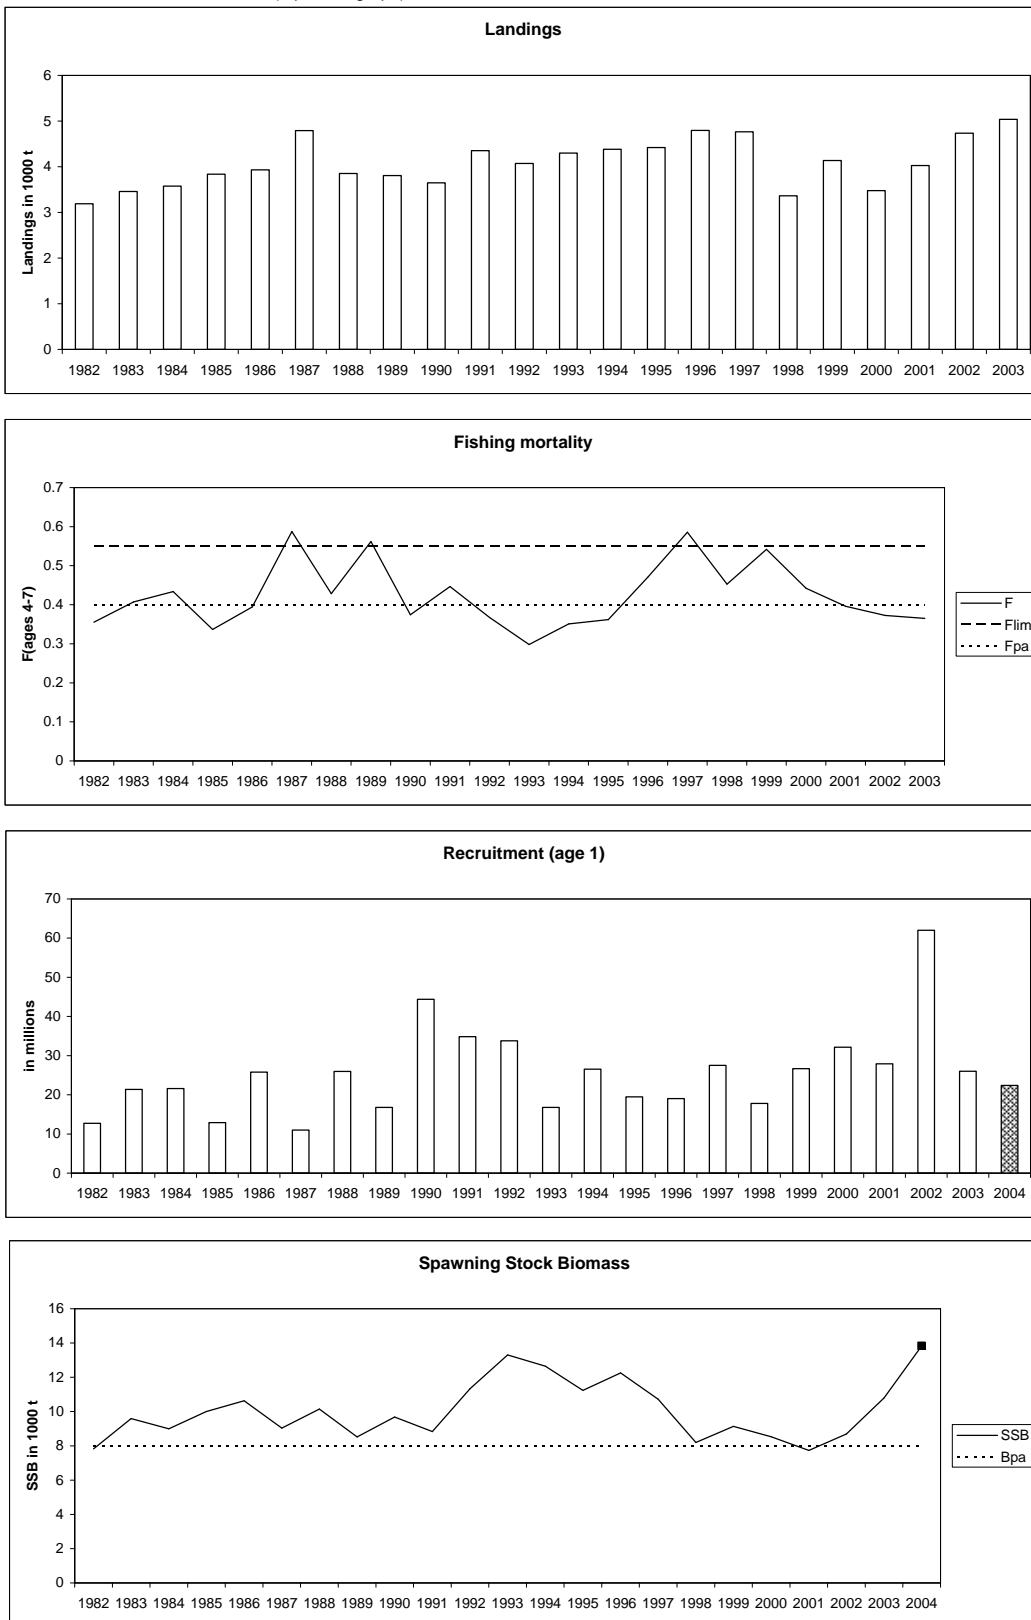 Landings
Landings in 1000 t
6
5
4
3
2
1
0
1982 1983 1984 1985 1986 1987 1988 1989 1990 1991 1992 1993 1994 1995 1996 1997 1998 1999 2000 2001 2002 2003
Fishing mortality
F(ages 4-7)
0.7
0.6
0.5
0.4
0.3
0.2
0.1
0
1982 1983 1984 1985 1986 1987 1988 1989 1990 1991 1992 1993 1994 1995 1996 1997 1998 1999 2000 2001 2002 2003
F
Flim
Fpa
Recruitment (age 1)
in millions
70
60
50
40
30
20
10
0
1982 1983 1984 1985 1986 1987 1988 1989 1990 1991 1992 1993 1994 1995 1996 1997 1998 1999 2000 2001 2002 2003 2004
Spawning Stock Biomass
SSB in 1000 t
16
14
12
10
8
6
4
2
0
1982 1983 1984 1985 1986 1987 1988 1989 1990 1991 1992 1993 1994 1995 1996 1997 1998 1999 2000 2001 2002 2003 2004
SSB
Bpa